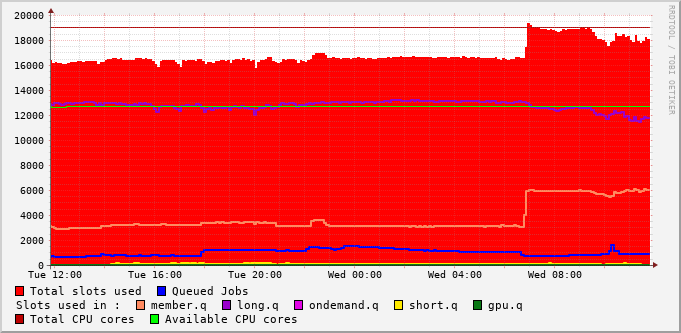 RRDTOOL / TOBI OETIKER
20000
18000
16000
14000
12000
10000
8000
6000
4000
2000
0
Tue 12:00 Tue 16:00 Tue 20:00 Wed 00:00 Wed 04:00 Wed 08:00
Total slots used Queued Jobs
Slots used in : member.q long.q ondemand.q short.q gpu.q
Total CPU cores Available CPU cores